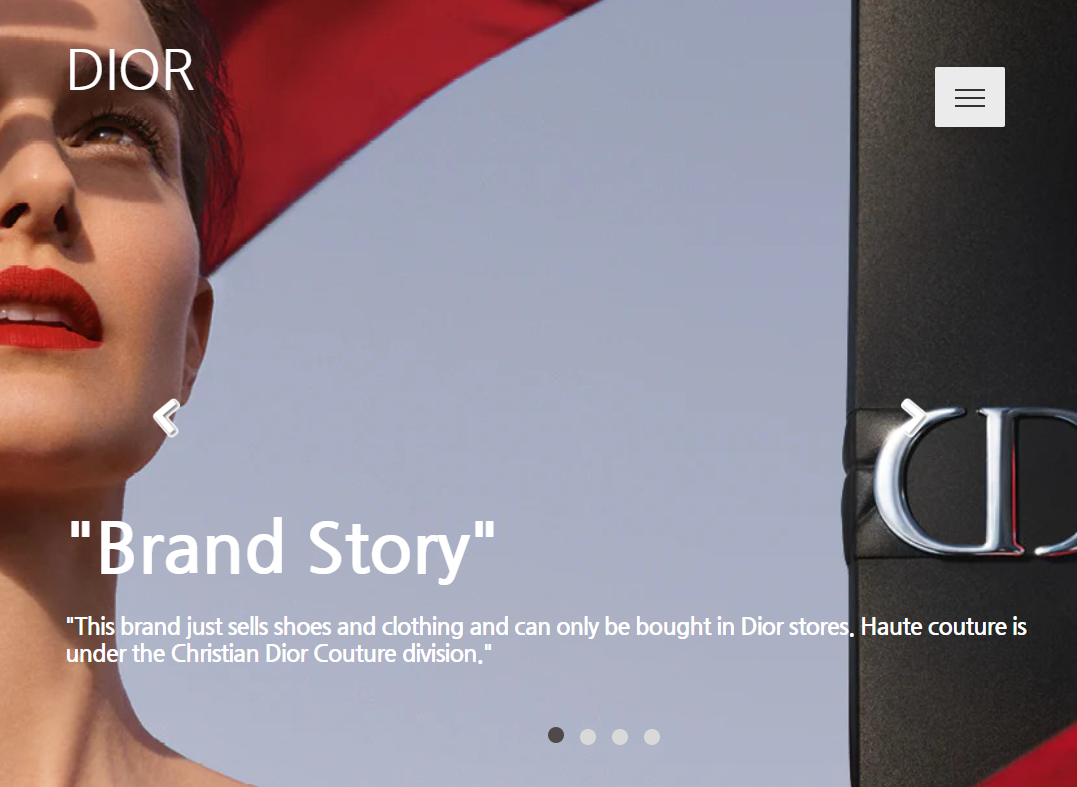 DIOR
"Brand Story"
"This brand just sells shoes and clothing and can only be bought in Dior stores. Haute couture is
under the Christian Dior Couture division."